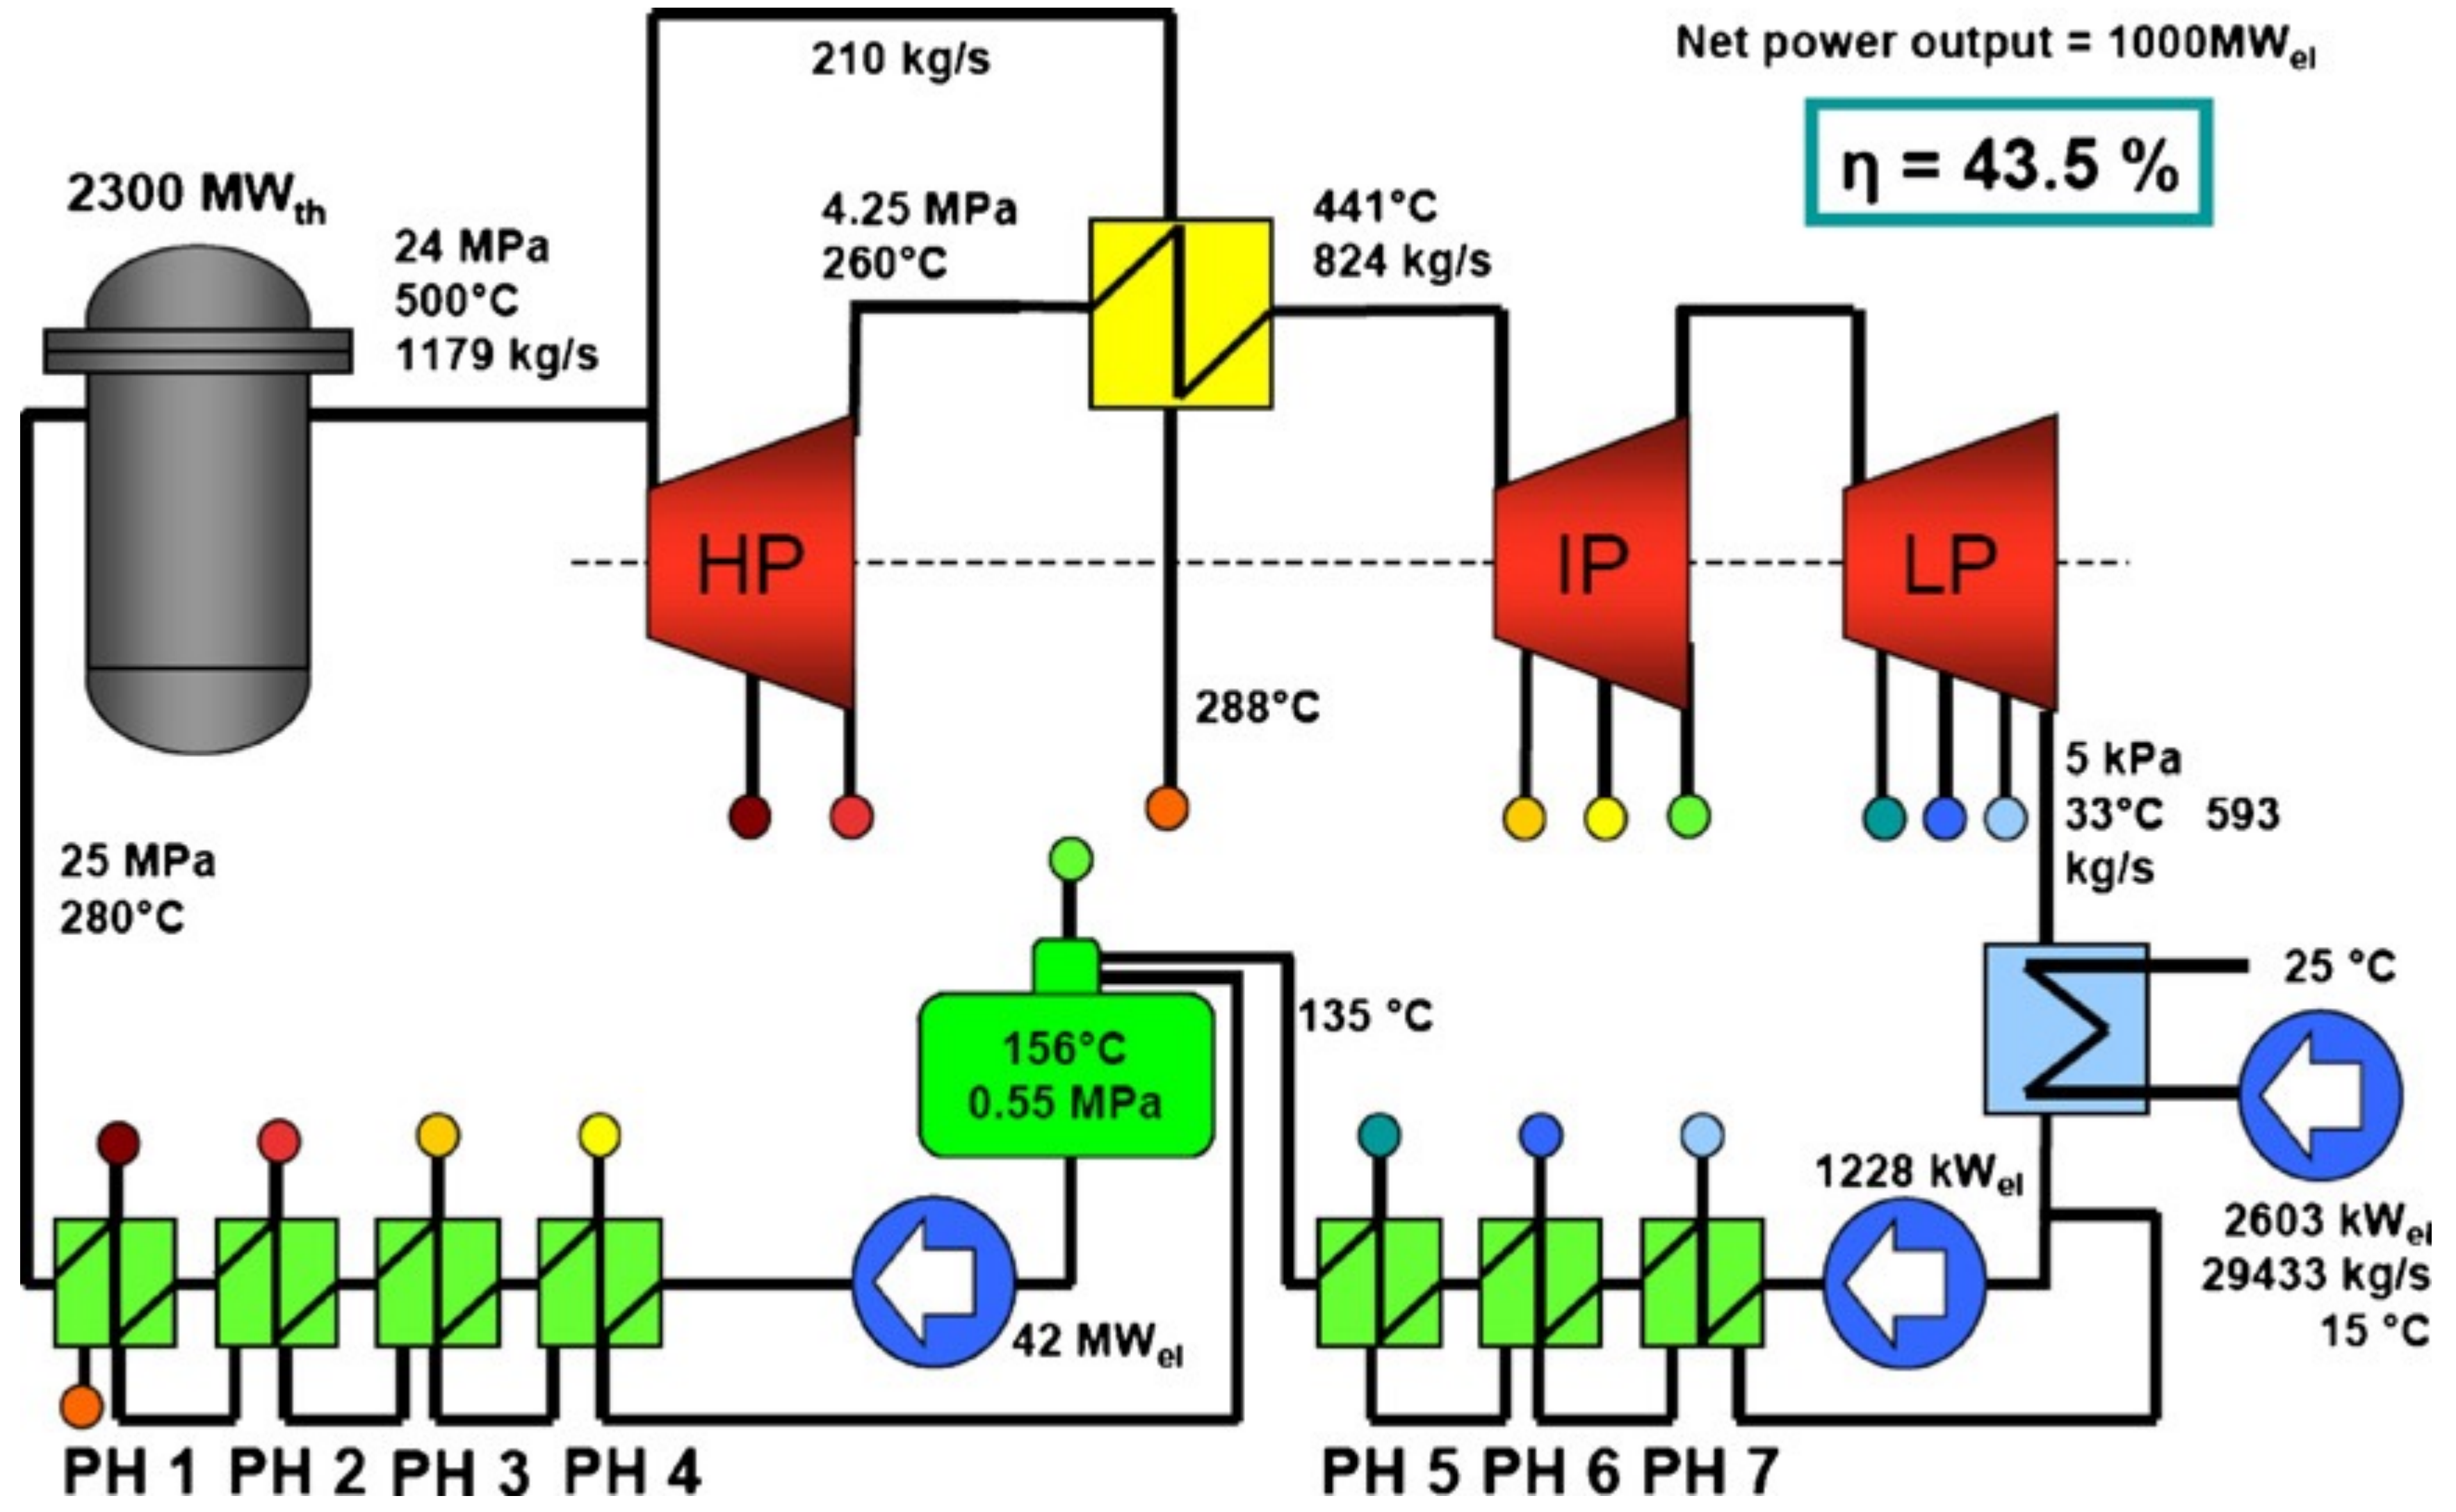 210 kg/s
Net power output = 1000MWel
η = 43.5 %
2300 MWth
24 MPa
500°C
1179 kg/s
4.25 MPa
260°C
441°C
824 kg/s
HP
IP
LP
288°C
5 kPa
33°C 593
kg/s
25 MPa
280°C
25 °C
135 °C
156°C
0.55 MPa
1228 kWel
2603 kWel
29433 kg/s
15 °C
42 MWel
PH 1 PH 2 PH 3 PH 4 PH 5 PH 6 PH 7